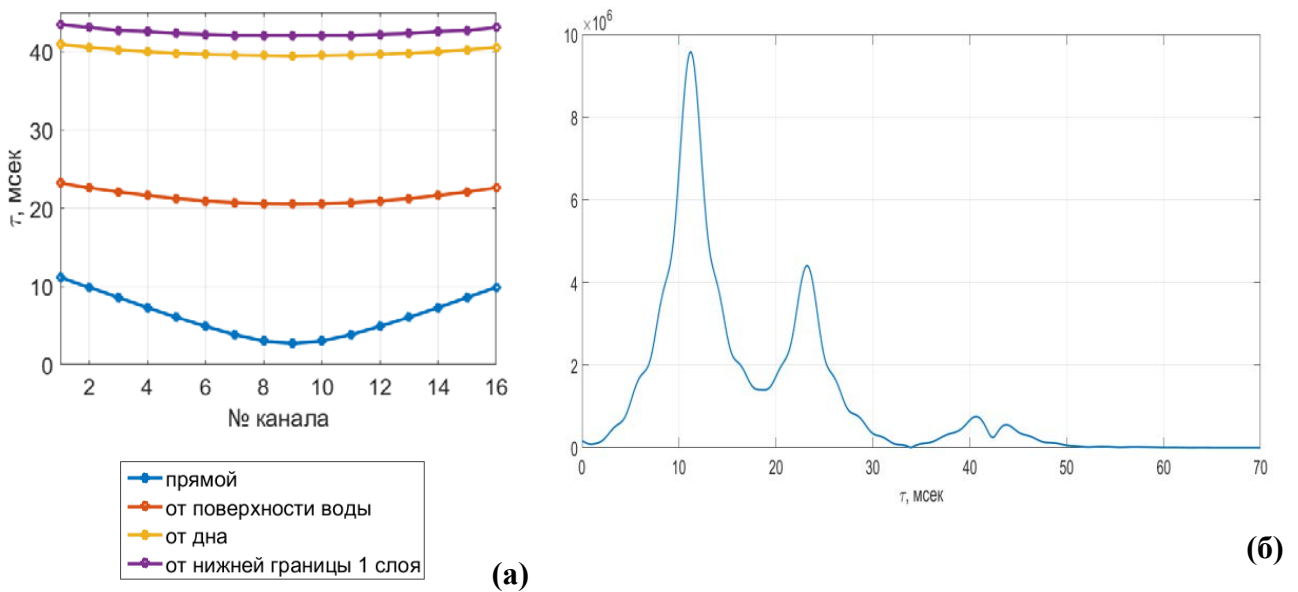 40
30
20
10
0
τ, мсек
2 4 6 8 10 12 14 16
№ канала
прямой
от поверхности воды
от дна
от нижней границы 1 слоя
(а)
×10⁶
10
8
6
4
2
0
0 10 20 30 40 50 60 70
τ, мсек
(б)